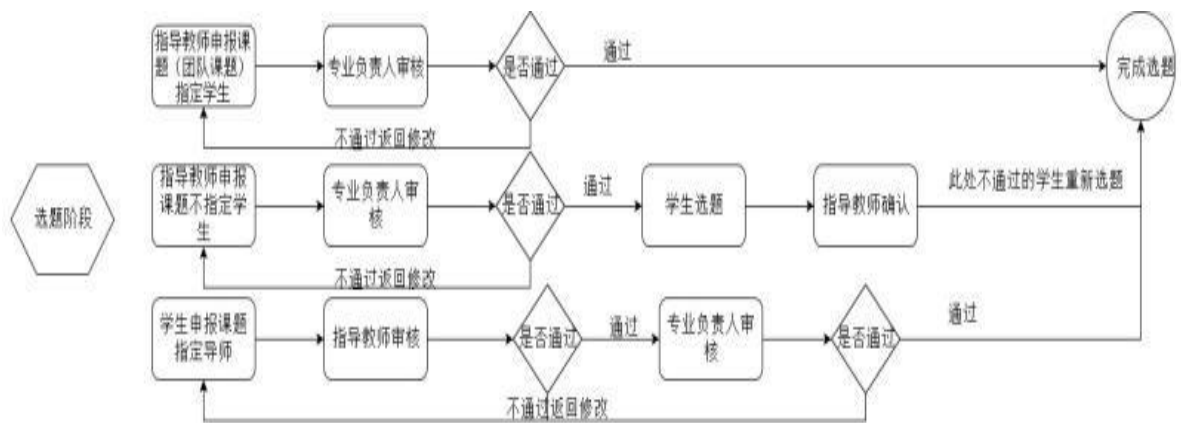 指导教师申报课
题（团队课题）
指定学生
专业负责人审核
是否通过
通过
完成选题
不通过返回修改
选题阶段
指导教师申报
课题不指定学
生
专业负责人审
核
是否通过
通过
学生选题
指导教师确认
此处不通过的学生重新选题
不通过返回修改
学生申报课题
指定导师
指导教师审核
是否通过
通过
专业负责人审
核
是否通过
通过
不通过返回修改